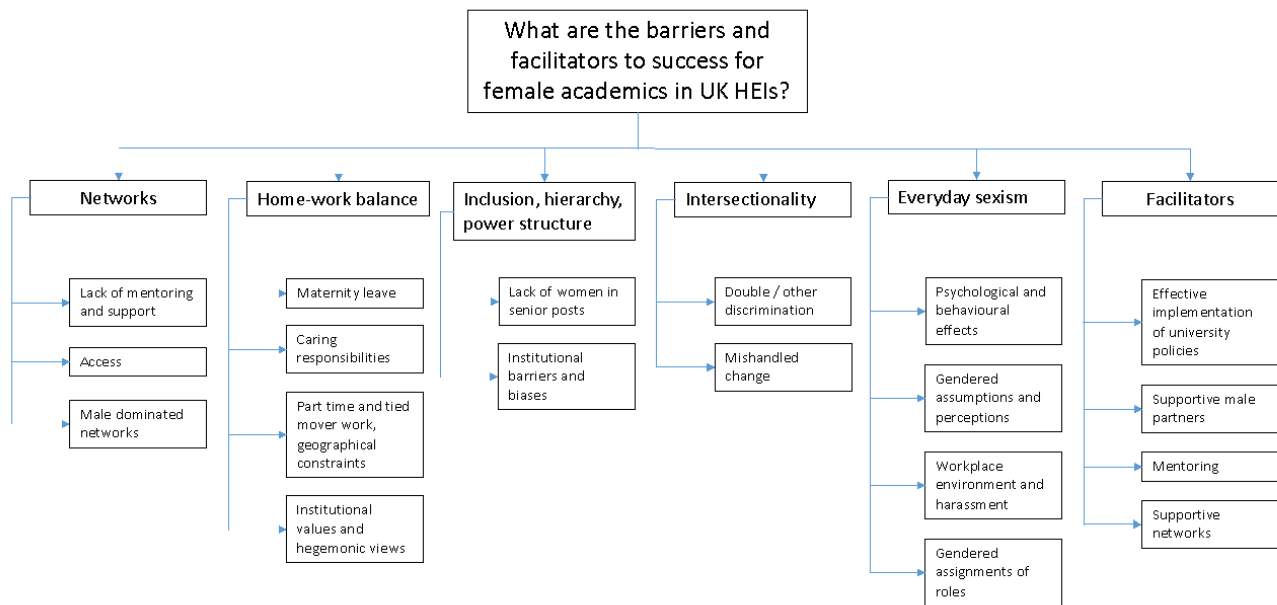 What are the barriers and
facilitators to success for
female academics in UK HEIs?
Networks
Lack of mentoring
and support
Access
Male dominated
networks
Home-work balance
Maternity leave
Caring
responsibilities
Part time and tied
mover work,
geographical
constraints
Institutional
values and
hegemonic views
Inclusion, hierarchy,
power structure
Lack of women in
senior posts
Institutional
barriers and
biases
Intersectionality
Double / other
discrimination
Mishandled
change
Everyday sexism
Psychological and
behavioural
effects
Gendered
assumptions and
perceptions
Workplace
environment and
harassment
Gendered
assignments of
roles
Facilitators
Effective
implementation
of university
policies
Supportive male
partners
Mentoring
Supportive
networks